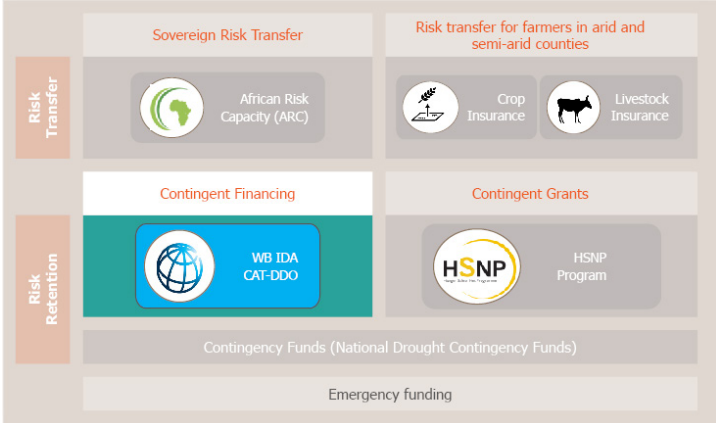 Sovereign Risk Transfer
Risk transfer for farmers in arid and
semi-arid counties
Risk
Transfer
African Risk
Capacity (ARC)
Crop
Insurance
Livestock
Insurance
Contingent Financing
Contingent Grants
Risk
Retention
WB IDA
CAT-DDO
HSNP
HSNP
Program
Contingency Funds (National Drought Contingency Funds)
Emergency funding